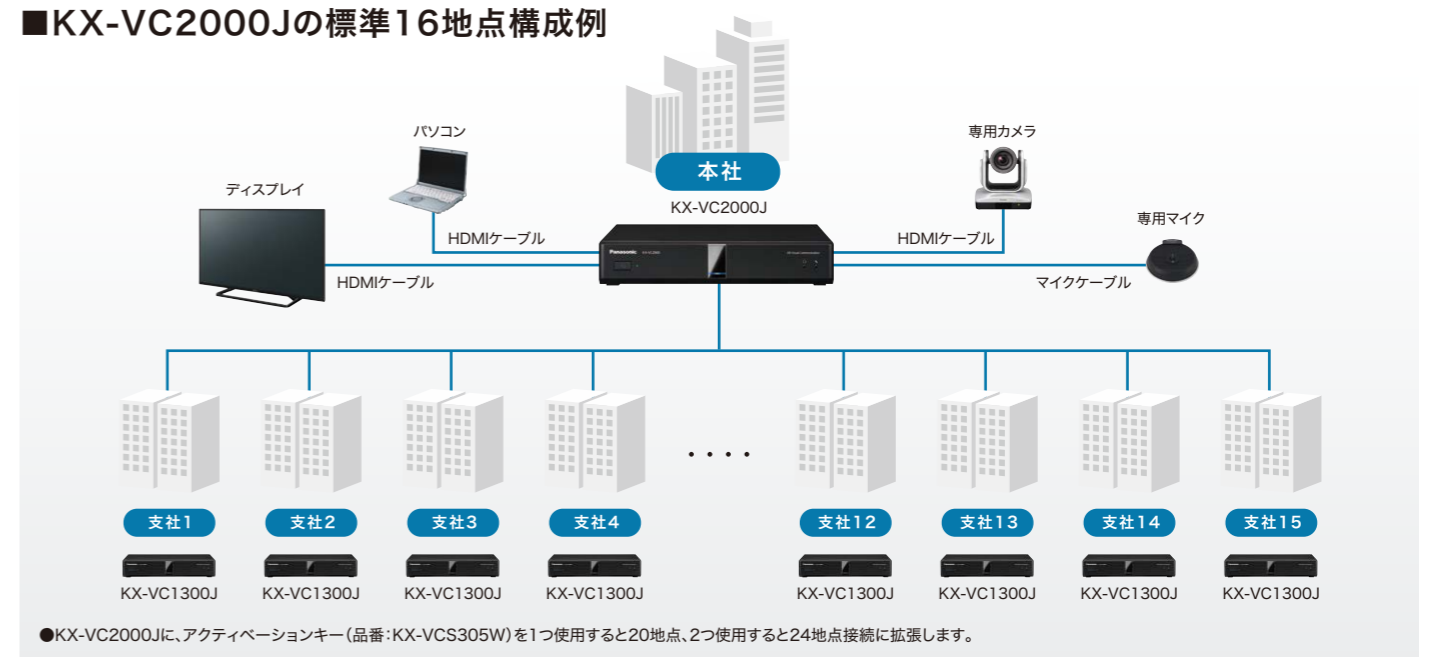 ■KX-VC2000Jの標準16地点構成例
パソコン
専用カメラ
本社
ディスプレイ
KX-VC2000J
専用マイク
HDMIケーブル
HDMIケーブル
Panasonic
HDMIケーブル
マイクケーブル
・・・・
支社1
支社2
支社3
支社4
支社12
支社13
支社14
支社15
KX-VC1300J
KX-VC1300J
KX-VC1300J
KX-VC1300J
KX-VC1300J
KX-VC1300J
KX-VC1300J
KX-VC1300J
●KX-VC2000Jに、アクティベーションキー(品番:KX-VCS305W)を1つ使用すると20地点、2つ使用すると24地点接続に拡張します。